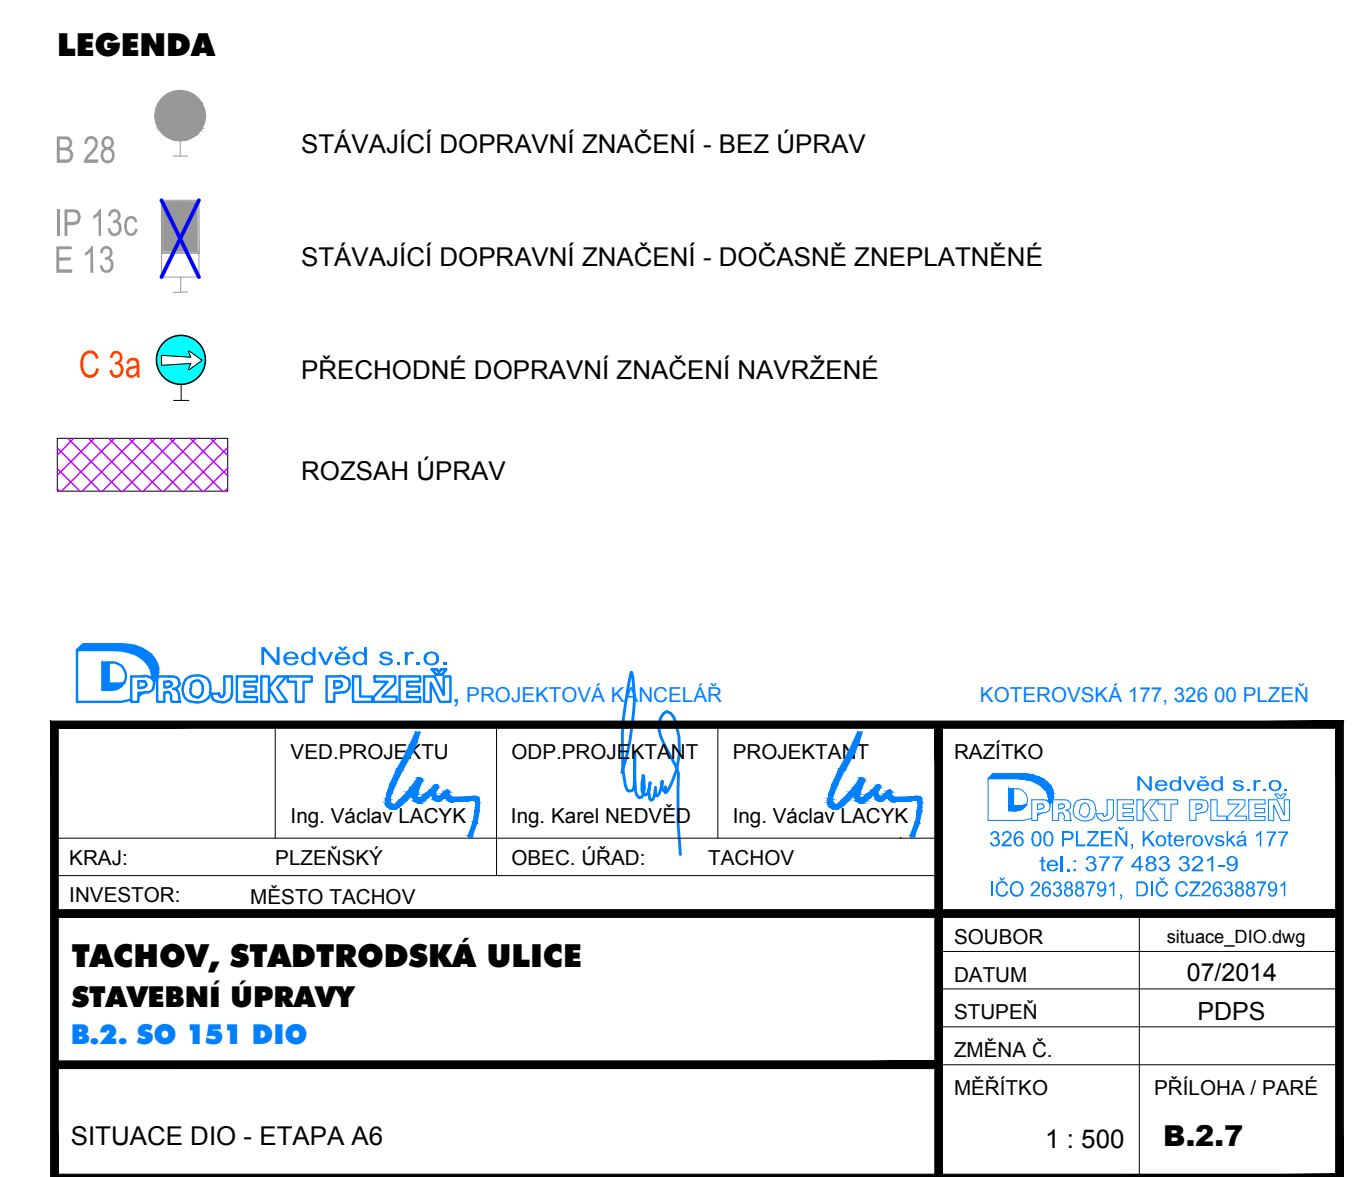 LEGENDA
B 28
STÁVAJÍCÍ DOPRAVNÍ ZNAČENÍ - BEZ ÚPRAV
IP 13c
E 13
STÁVAJÍCÍ DOPRAVNÍ ZNAČENÍ - DOČASNĚ ZNEPLATNĚNÉ
C 3a
PŘECHODNÉ DOPRAVNÍ ZNAČENÍ NAVRŽENÉ
ROZSAH ÚPRAV
Nedvěd s.r.o.
D PROJEKT PLZEŇ, PROJEKTOVÁ KANCELÁŘ
KOTEROVSKÁ 177, 326 00 PLZEŇ
VED.PROJEKTU
Ing. Václav LACYK
ODP.PROJEKTANT
Ing. Karel NEDVĚD
PROJEKTANT
Ing. Václav LACYK
RAZÍTKO
Nedvěd s.r.o.
D PROJEKT PLZEŇ
326 00 PLZEŇ, Koterovská 177
tel.: 377 483 321-9
IČO 26388791, DIČ CZ26388791
KRAJ: PLZEŇSKÝ
OBEC. ÚŘAD: TACHOV
INVESTOR: MĚSTO TACHOV
TACHOV, STADTRODSKÁ ULICE
STAVEBNÍ ÚPRAVY
B.2. SO 151 DIO
SITUACE DIO - ETAPA A6
SOUBOR situace_DIO.dwg
DATUM 07/2014
STUPEŇ PDPS
ZMĚNA Č.
MĚŘÍTKO
1 : 500
PŘÍLOHA / PARÉ
B.2.7